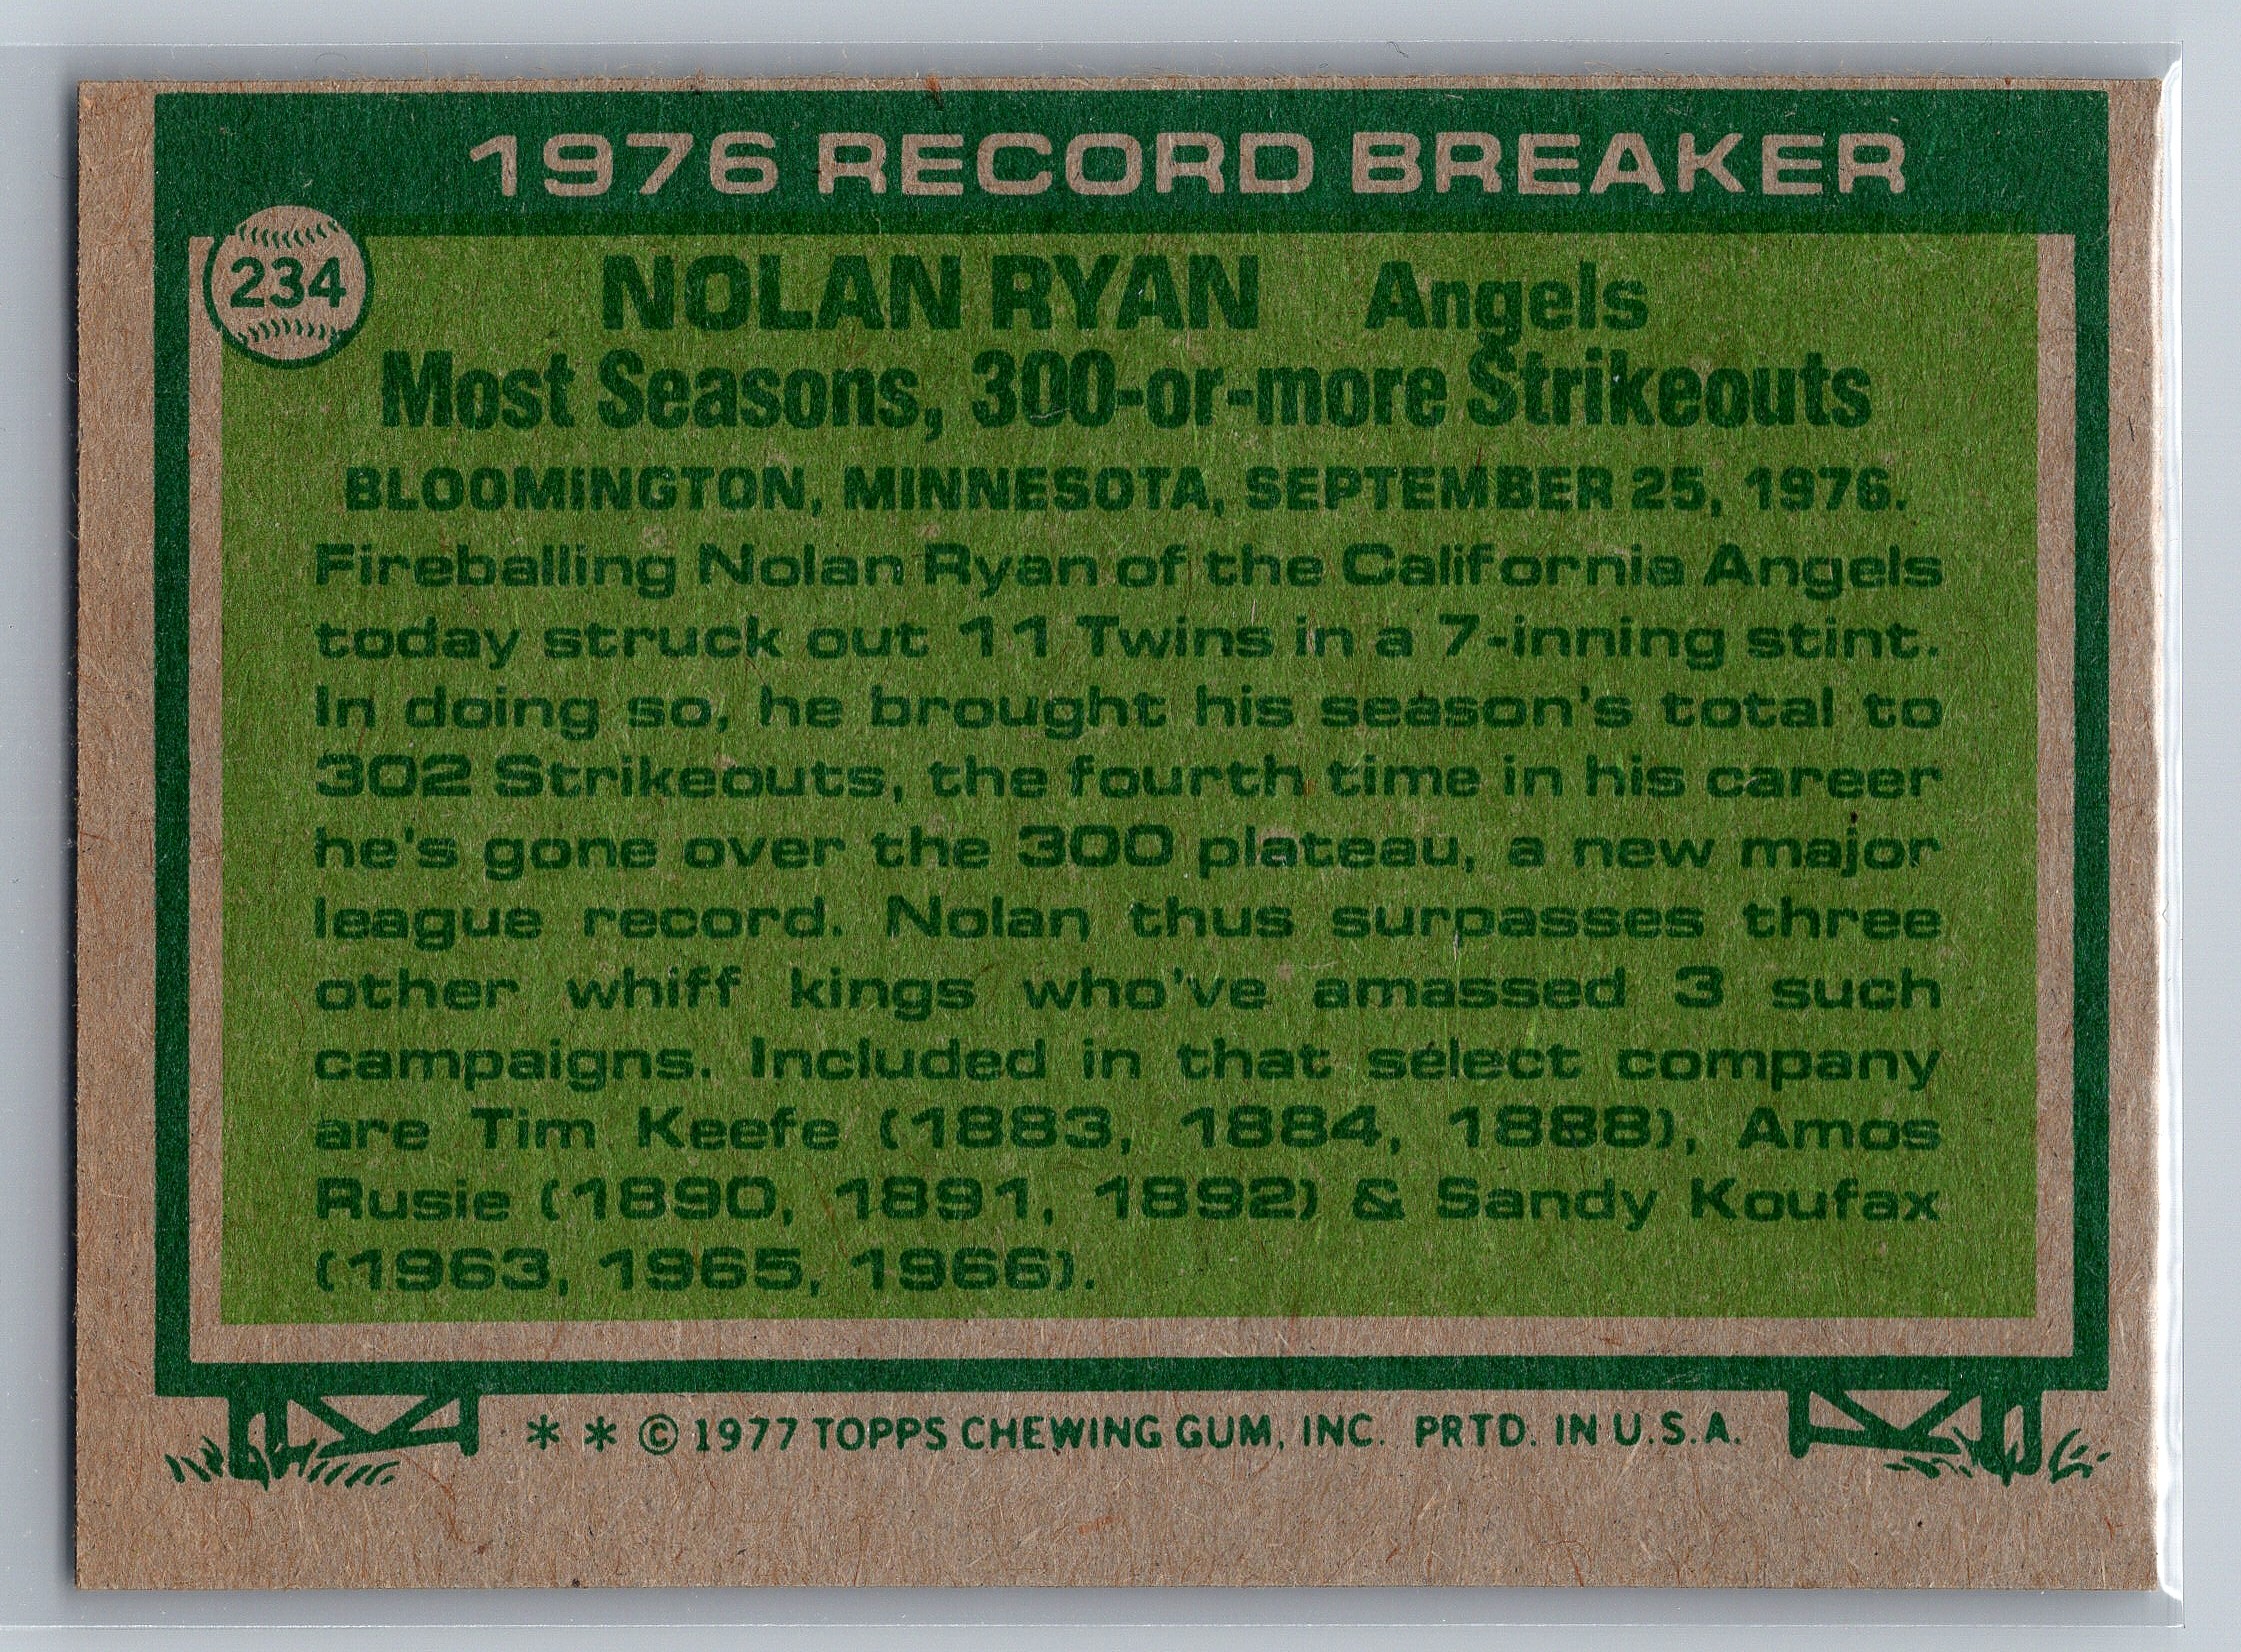 1976 RECORD BREAKER
234
NOLAN RYAN Angels
Most Seasons, 300-or-more Strikeouts
BLOOMINGTON, MINNESOTA, SEPTEMBER 25, 1976.
Fireballing Nolan Ryan of the California Angels
today struck out 11 Twins in a 7-inning stint.
In doing so, he brought his season's total to
302 Strikeouts, the fourth time in his career
he's gone over the 300 plateau, a new major
league record. Nolan thus surpasses three
other whiff kings who've amassed 3 such
campaigns. Included in that select company
are Tim Keefe (1883, 1884, 1888), Amos
Rusie (1890, 1891, 1892) & Sandy Koufax
(1963, 1965, 1966).
* * © 1977 TOPPS CHEWING GUM, INC. PRTD. IN U.S.A.